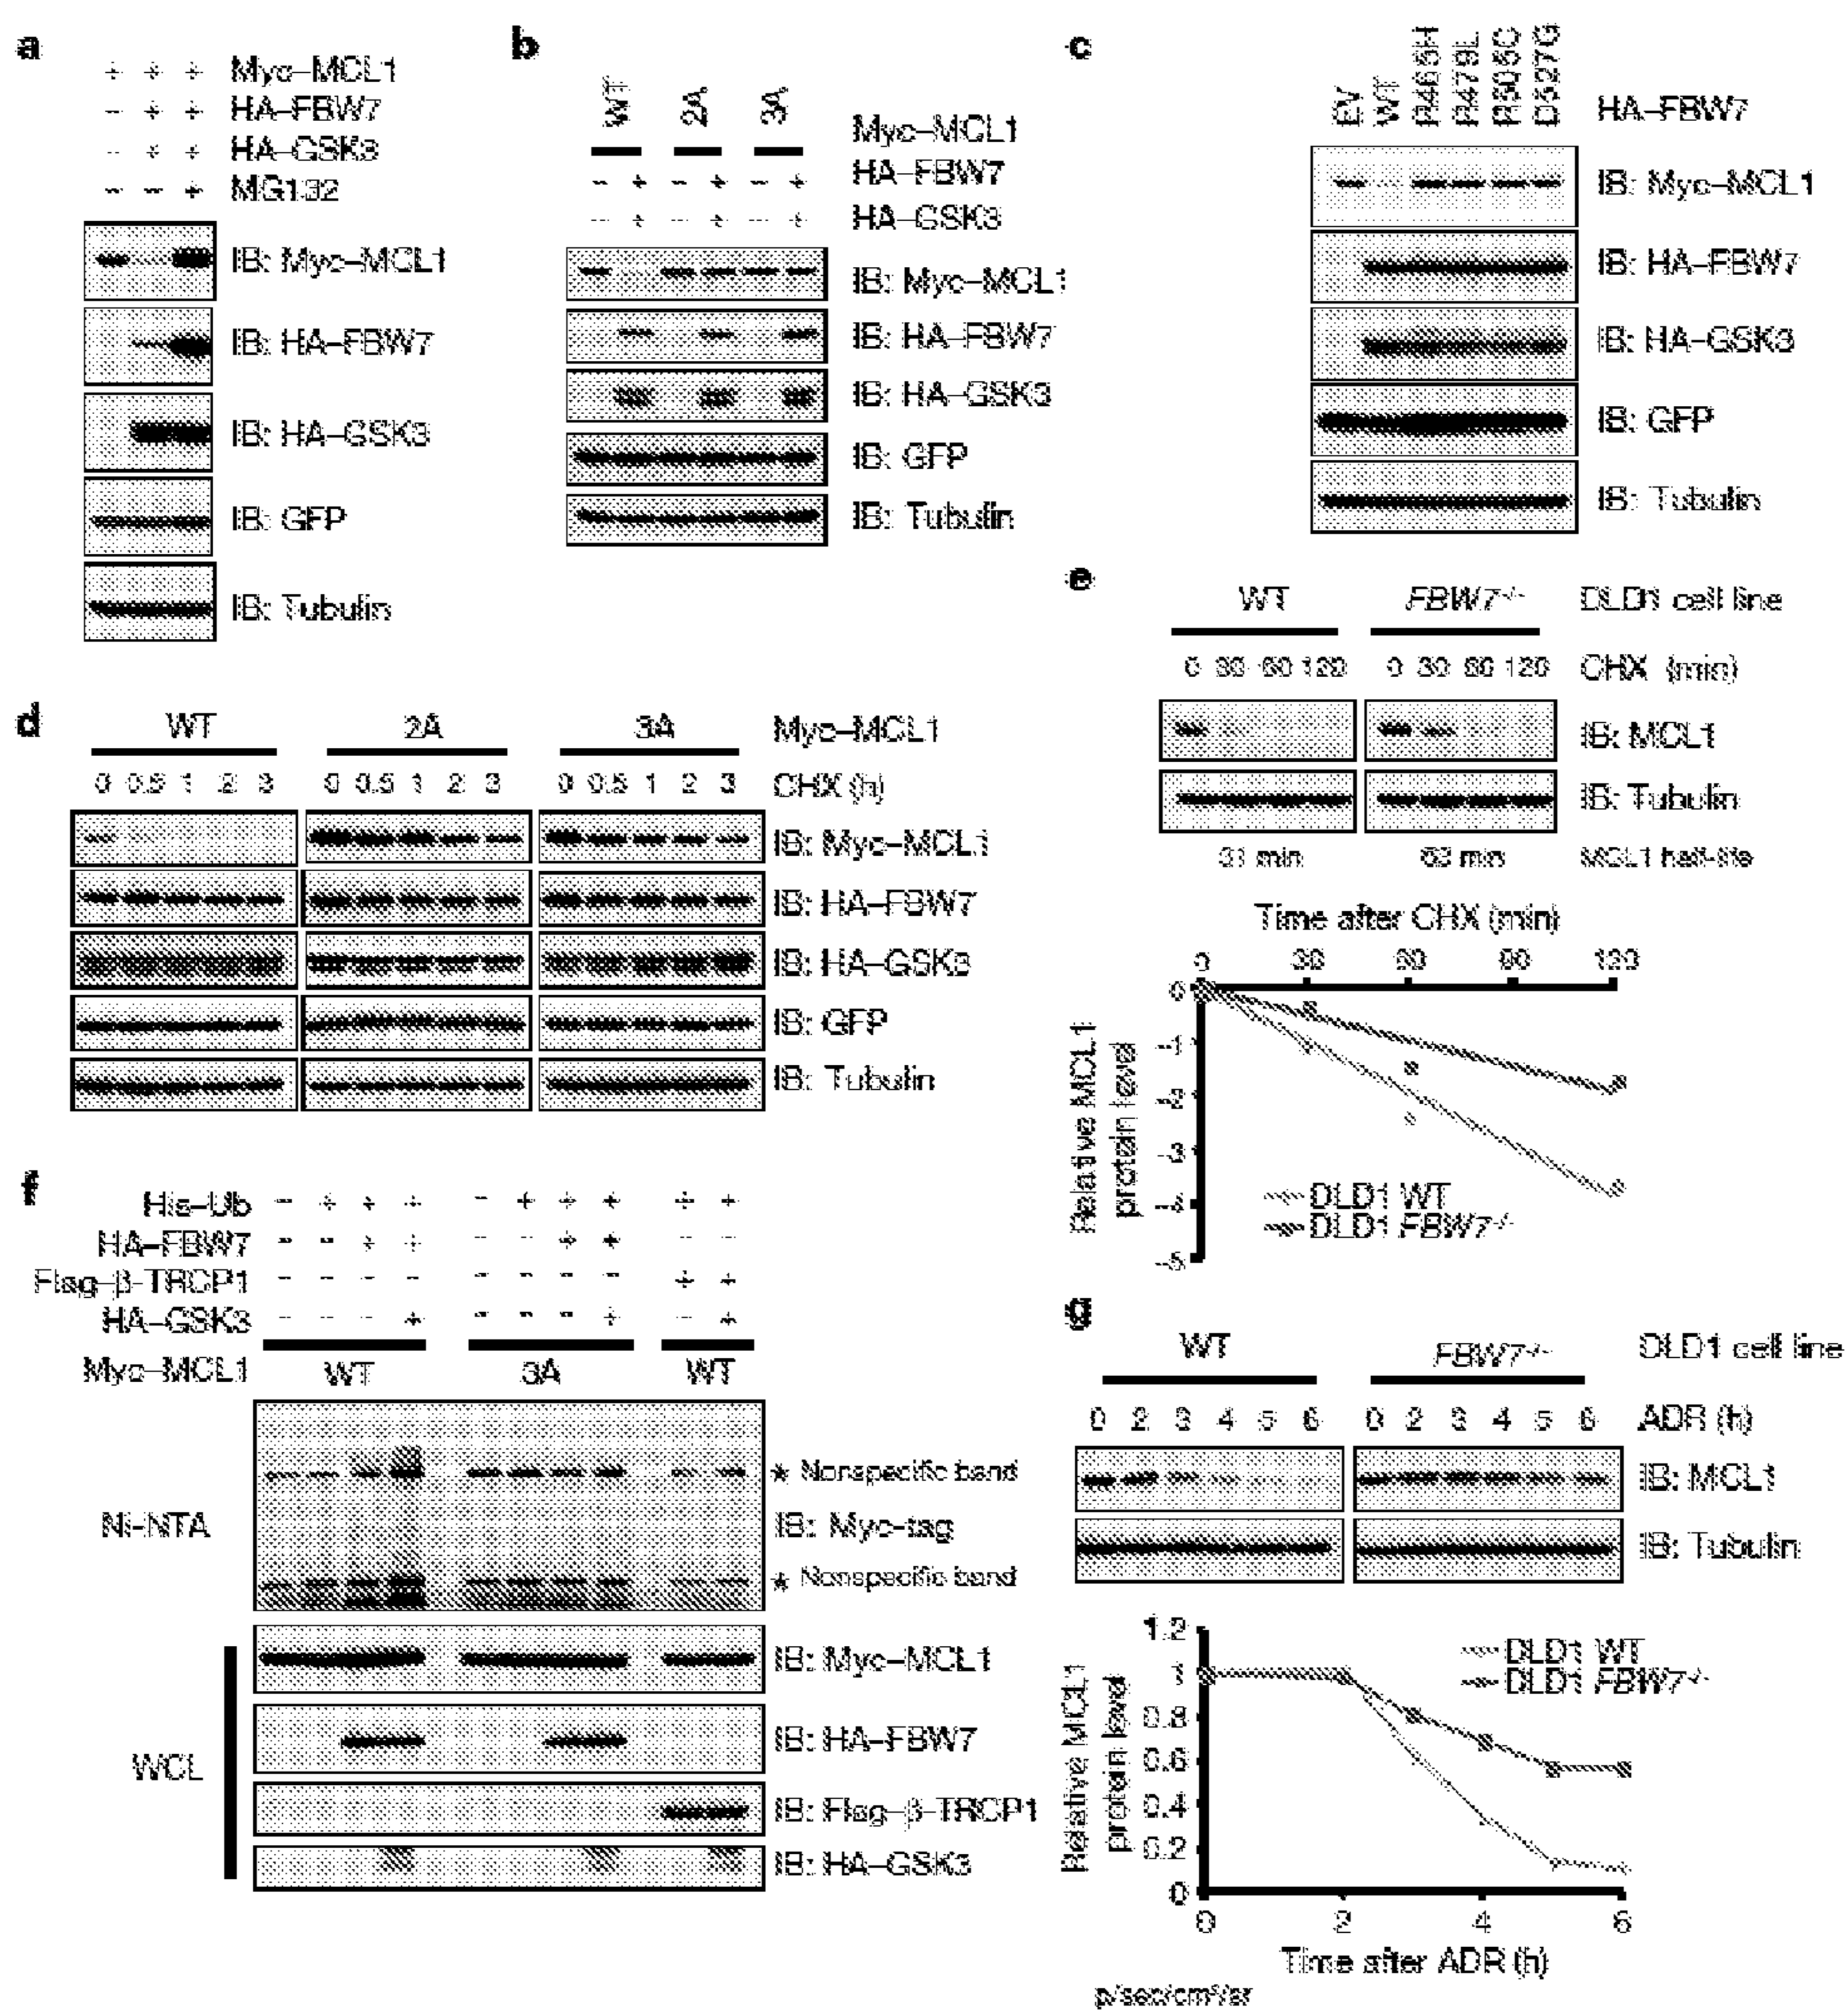 a
+ + + Myc–MCL1
- + + HA–FBW7
- + + HA–GSK3
- - + MG132
IB: Myc–MCL1
IB: HA–FBW7
IB: HA–GSK3
IB: GFP
IB: Tubulin
b
WT 2A 3A
Myc–MCL1
- + - + - + HA–FBW7
- + - + - + HA–GSK3
IB: Myc–MCL1
IB: HA–FBW7
IB: HA–GSK3
IB: GFP
IB: Tubulin
c
EV WT R465H R479L R505C D527G HA–FBW7
IB: Myc–MCL1
IB: HA–FBW7
IB: HA–GSK3
IB: GFP
IB: Tubulin
d
WT 2A 3A Myc–MCL1
0 0.5 1 2 3 0 0.5 1 2 3 0 0.5 1 2 3 CHX (h)
IB: Myc–MCL1
IB: HA–FBW7
IB: HA–GSK3
IB: GFP
IB: Tubulin
e
WT FBW7-/- DLD1 cell line
0 30 60 120 0 30 60 120 CHX (min)
IB: MCL1
IB: Tubulin
31 min 63 min MCL1 half-life
Time after CHX (min)
0 30 60 90 120
0
-1
-2
-3
-4
-5
Relative MCL1
protein level
DLD1 WT
DLD1 FBW7-/-
f
His–Ub - + + + - + + + + +
HA–FBW7 - - + + - - + + - -
Flag–β-TRCP1 - - - - - - - - + +
HA–GSK3 - - - + - - - + - +
Myc–MCL1 WT 3A WT
Ni-NTA
* Nonspecific band
IB: Myc-tag
* Nonspecific band
WCL
IB: Myc–MCL1
IB: HA–FBW7
IB: Flag–β-TRCP1
IB: HA–GSK3
g
WT FBW7-/- DLD1 cell line
0 2 3 4 5 6 0 2 3 4 5 6 ADR (h)
IB: MCL1
IB: Tubulin
1.2
1
0.8
0.6
0.4
0.2
0
Relative MCL1
protein level
DLD1 WT
DLD1 FBW7-/-
0 2 4 6
Time after ADR (h)
p/sec/cm²/sr